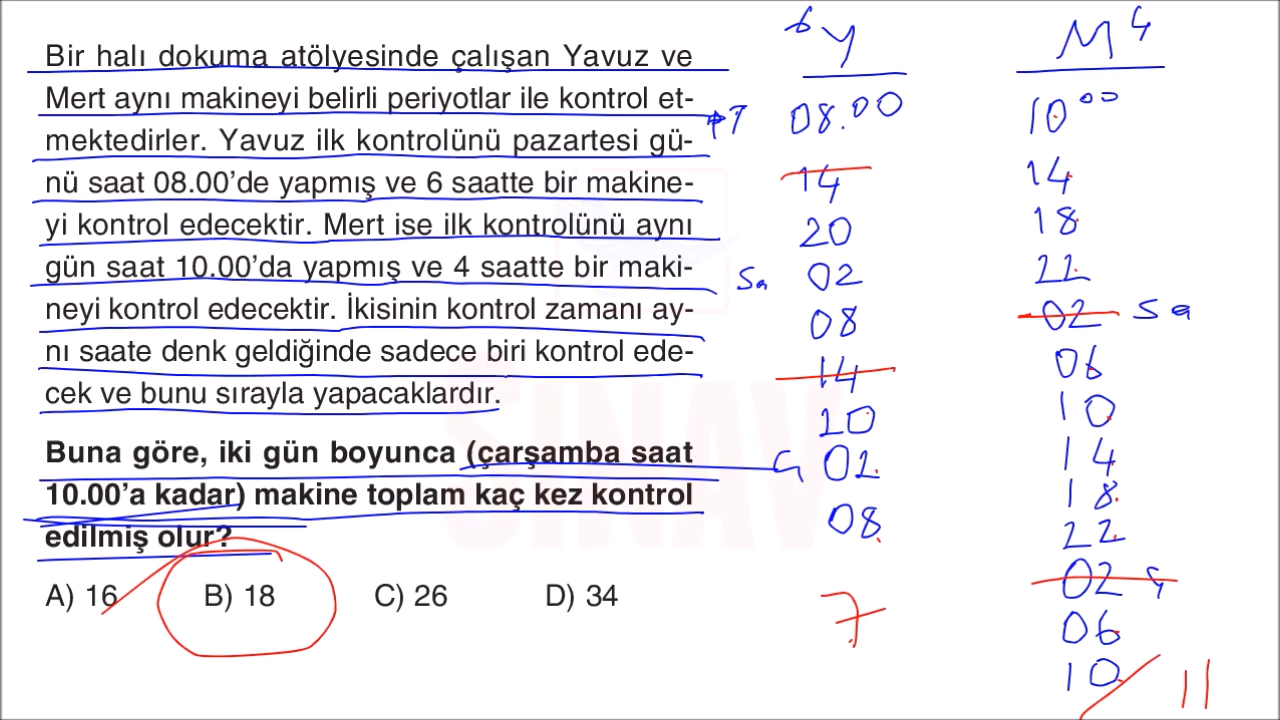 Bir halı dokuma atölyesinde çalışan Yavuz ve
Mert aynı makineyi belirli periyotlar ile kontrol et-
mektedirler. Yavuz ilk kontrolünü pazartesi gü-
nü saat 08.00'de yapmış ve 6 saatte bir makine-
yi kontrol edecektir. Mert ise ilk kontrolünü aynı
gün saat 10.00'da yapmış ve 4 saatte bir maki-
neyi kontrol edecektir. İkisinin kontrol zamanı ay-
nı saate denk geldiğinde sadece biri kontrol ede-
cek ve bunu sırayla yapacaklardır.
Buna göre, iki gün boyunca (çarşamba saat
10.00'a kadar) makine toplam kaç kez kontrol
edilmiş olur?
A) 16 B) 18 C) 26 D) 34
6 Y
08.00
14
20
Sa 02
08
14
20
Ç 02
08
7
M 4
10 00
14
18
22
02 Sa
06
10
14
18
22
02 Ç
06
10
11
SINAV